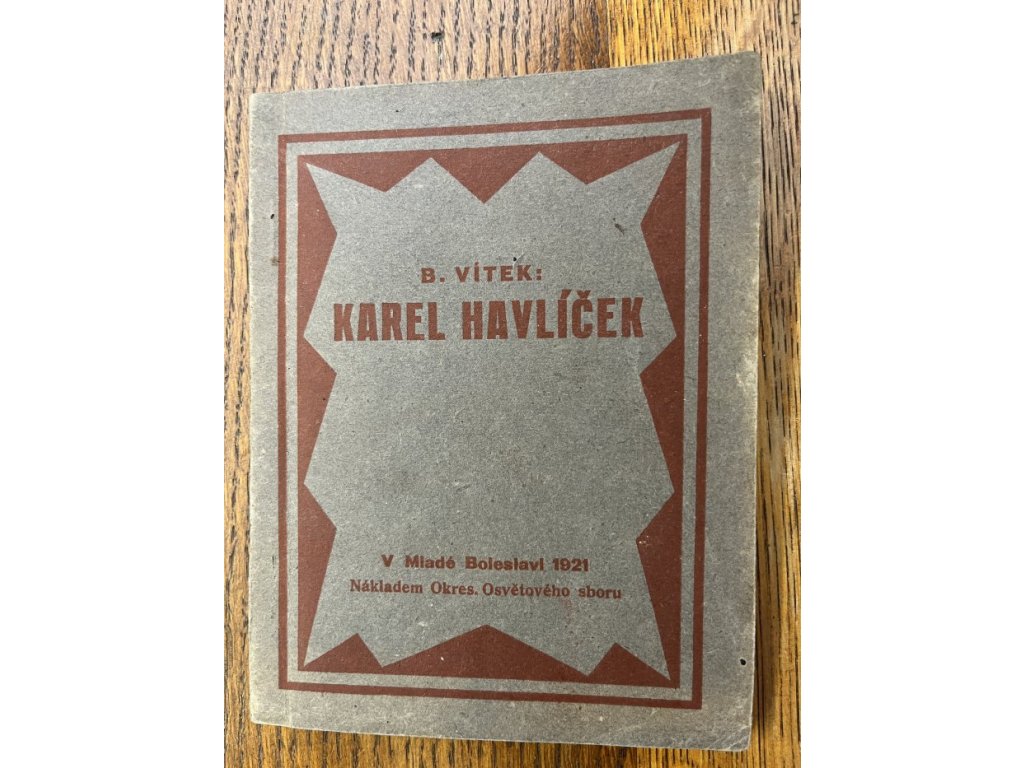 B. VÍTEK:
KAREL HAVLÍČEK
V Mladé Boleslavi 1921
Nákladem Okres. Osvětového sboru